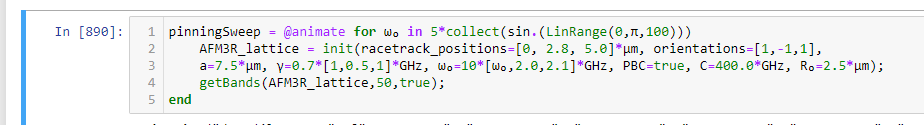 In [890]:
1 pinningSweep = @animate for ω₀ in 5*collect(sin.(LinRange(0,π,100)))
2 AFM3R_lattice = init(racetrack_positions=[0, 2.8, 5.0]*μm, orientations=[1,-1,1],
3 a=7.5*μm, γ=0.7*[1,0.5,1]*GHz, ω₀=10*[ω₀,2.0,2.1]*GHz, PBC=true, C=400.0*GHz, R₀=2.5*μm);
4 getBands(AFM3R_lattice,50,true);
5 end